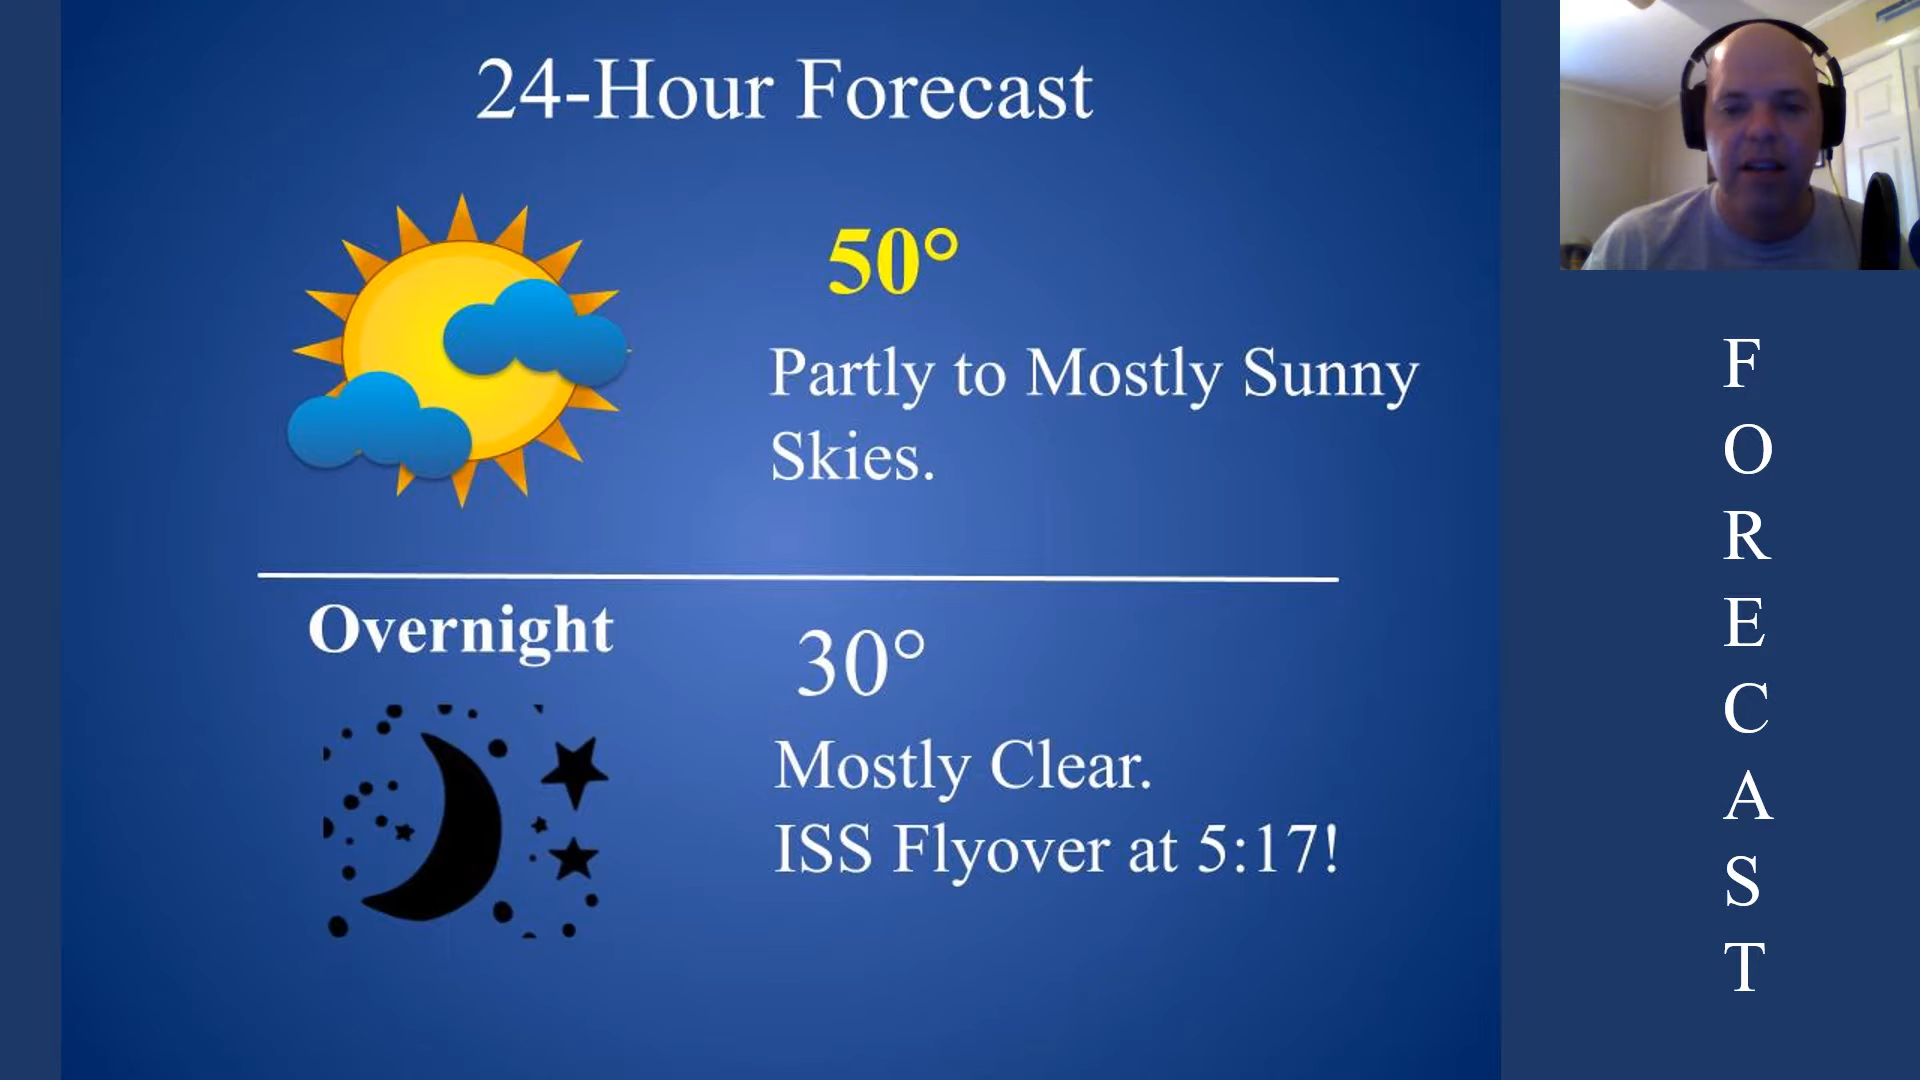 24-Hour Forecast
50°
Partly to Mostly Sunny
Skies.
Overnight
30°
Mostly Clear.
ISS Flyover at 5:17!
F
O
R
E
C
A
S
T